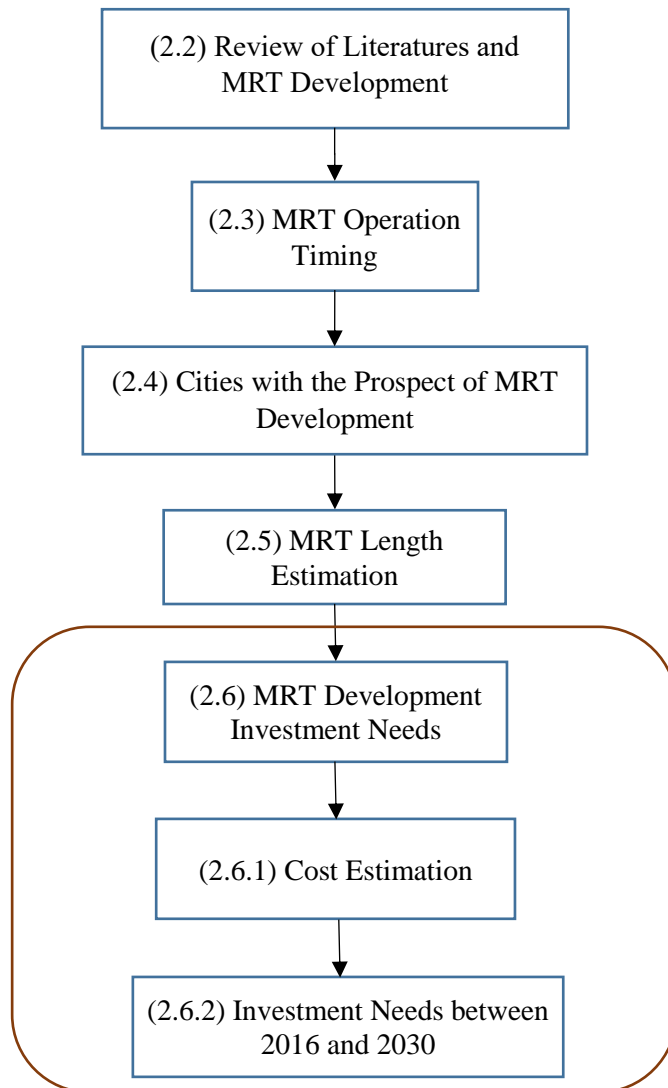 (2.2) Review of Literatures and
MRT Development
(2.3) MRT Operation
Timing
(2.4) Cities with the Prospect of MRT
Development
(2.5) MRT Length
Estimation
(2.6) MRT Development
Investment Needs
(2.6.1) Cost Estimation
(2.6.2) Investment Needs between
2016 and 2030